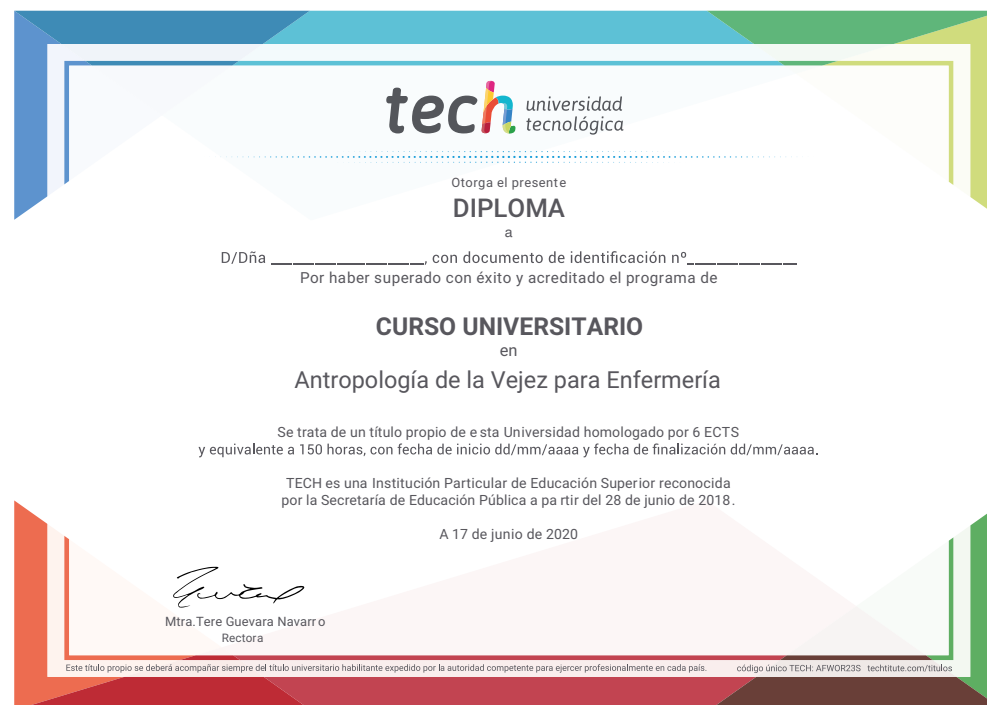 tech universidad
tecnológica
Otorga el presente
DIPLOMA
a
D/Dña ____________________, con documento de identificación nº______________
Por haber superado con éxito y acreditado el programa de
CURSO UNIVERSITARIO
en
Antropología de la Vejez para Enfermería
Se trata de un título propio de esta Universidad homologado por 6 ECTS
y equivalente a 150 horas, con fecha de inicio dd/mm/aaaa y fecha de finalización dd/mm/aaaa.
TECH es una Institución Particular de Educación Superior reconocida
por la Secretaría de Educación Pública a partir del 28 de junio de 2018.
A 17 de junio de 2020
Mtra.Tere Guevara Navarro
Rectora
Este título propio se deberá acompañar siempre del título universitario habilitante expedido por la autoridad competente para ejercer profesionalmente en cada país. código único TECH: AFWOR23S techtitute.com/titulos